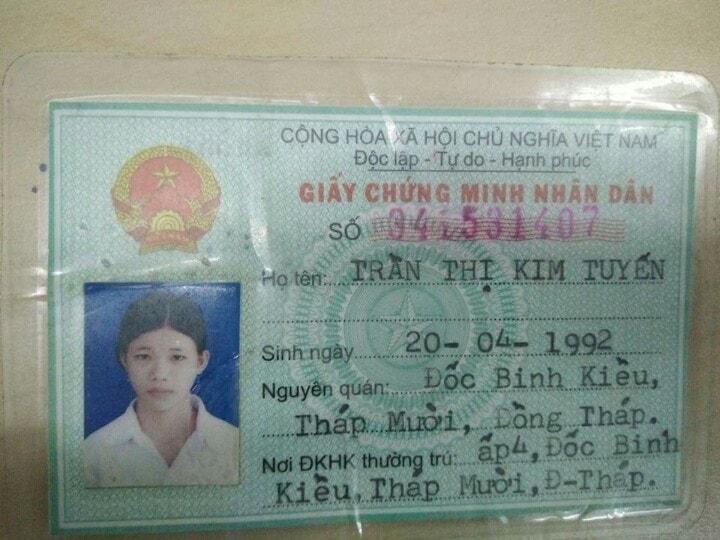 CỘNG HÒA XÃ HỘI CHỦ NGHĨA VIỆT NAM
Độc lập - Tự do - Hạnh phúc
GIẤY CHỨNG MINH NHÂN DÂN
SỐ 341531407
Họ tên: TRẦN THỊ KIM TUYẾN
Sinh ngày 20-04-1992
Nguyên quán: Đốc Binh Kiều,
Tháp Mười, Đồng Tháp.
Nơi ĐKHK thường trú: ấp4, Đốc Binh
Kiều, Tháp Mười, Đ-Tháp.